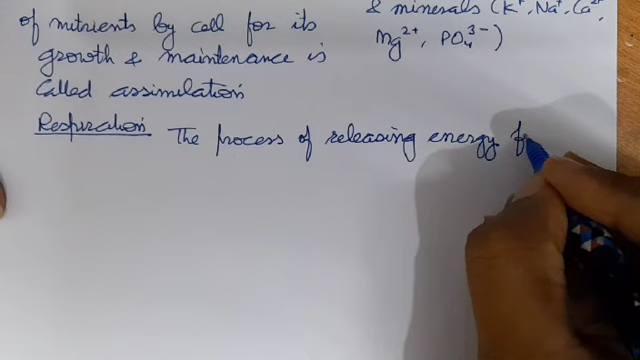 of nutrients by cell for its
growth & maintenance is
called assimilation
& minerals (K⁺, Na⁺, Ca²⁺,
Mg²⁺, PO₄³⁻)
Respiration The process of releasing energy f